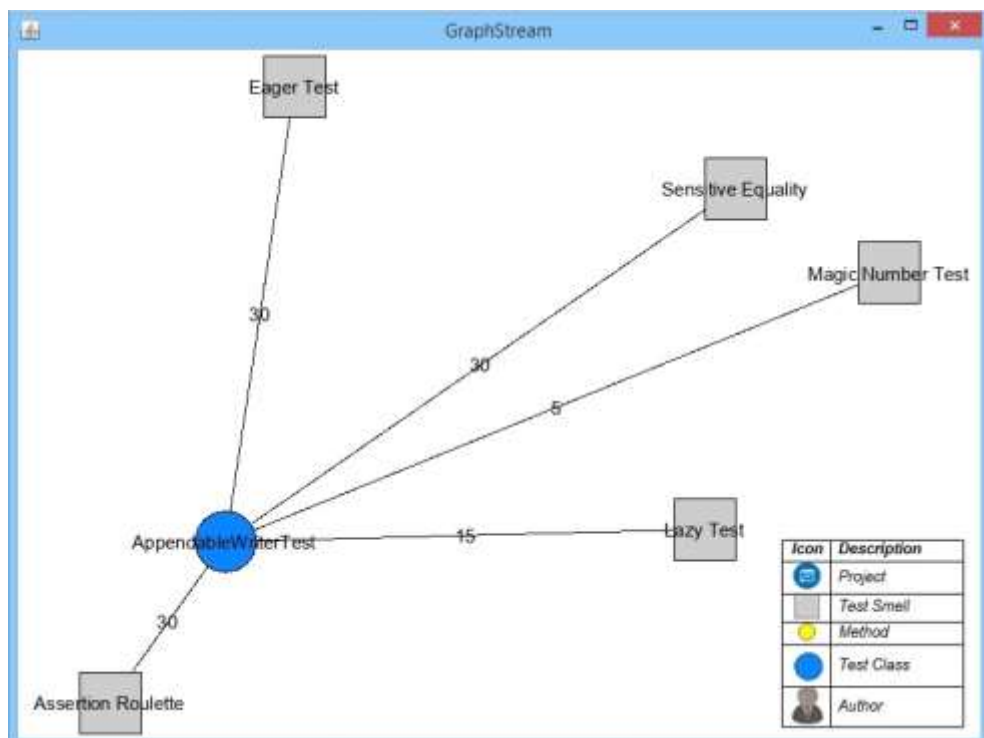 GraphStream
Eager Test
Sensitive Equality
Magic Number Test
30
30
5
Lazy Test
15
AppendableWriterTest
30
Assertion Roulette
Icon Description
Project
Test Smell
Method
Test Class
Author